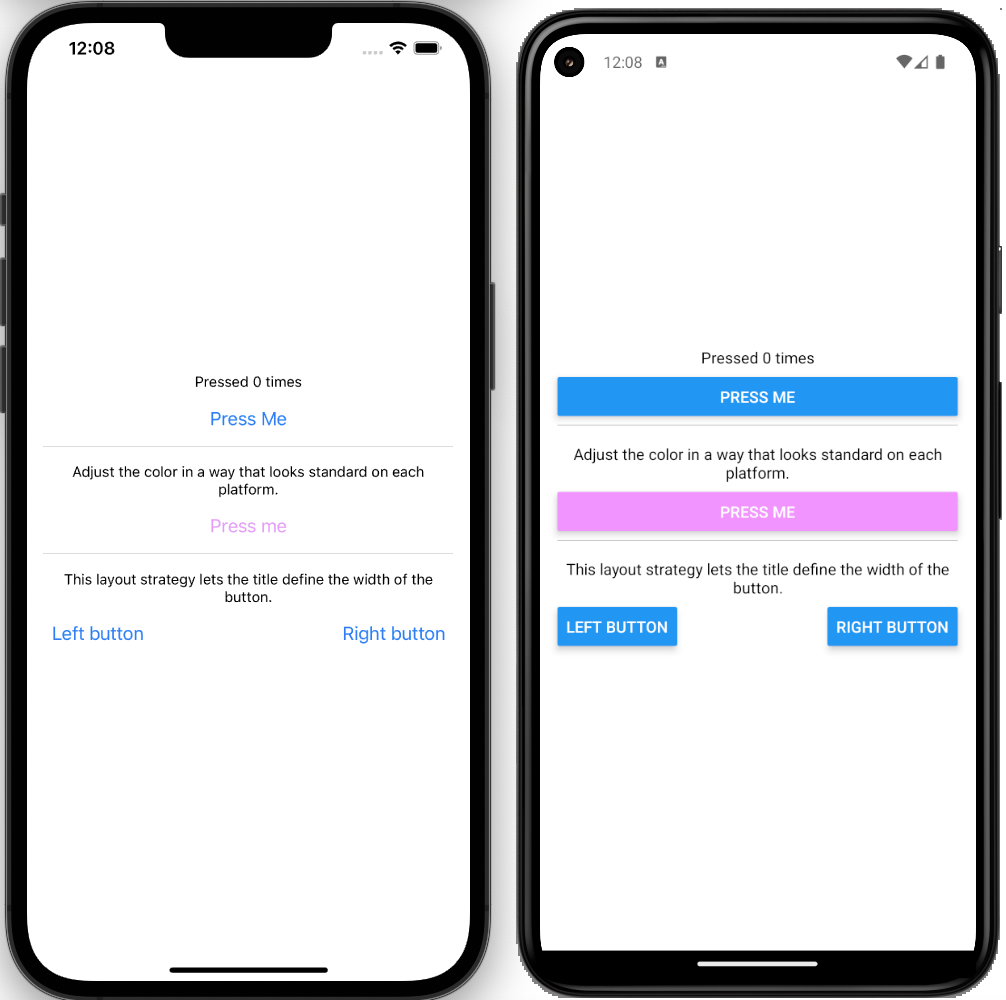 12:08
Pressed 0 times
Press Me
Adjust the color in a way that looks standard on each
platform.
Press me
This layout strategy lets the title define the width of the
button.
Left button
Right button
12:08
A
Pressed 0 times
PRESS ME
Adjust the color in a way that looks standard on each
platform.
PRESS ME
This layout strategy lets the title define the width of the
button.
LEFT BUTTON
RIGHT BUTTON